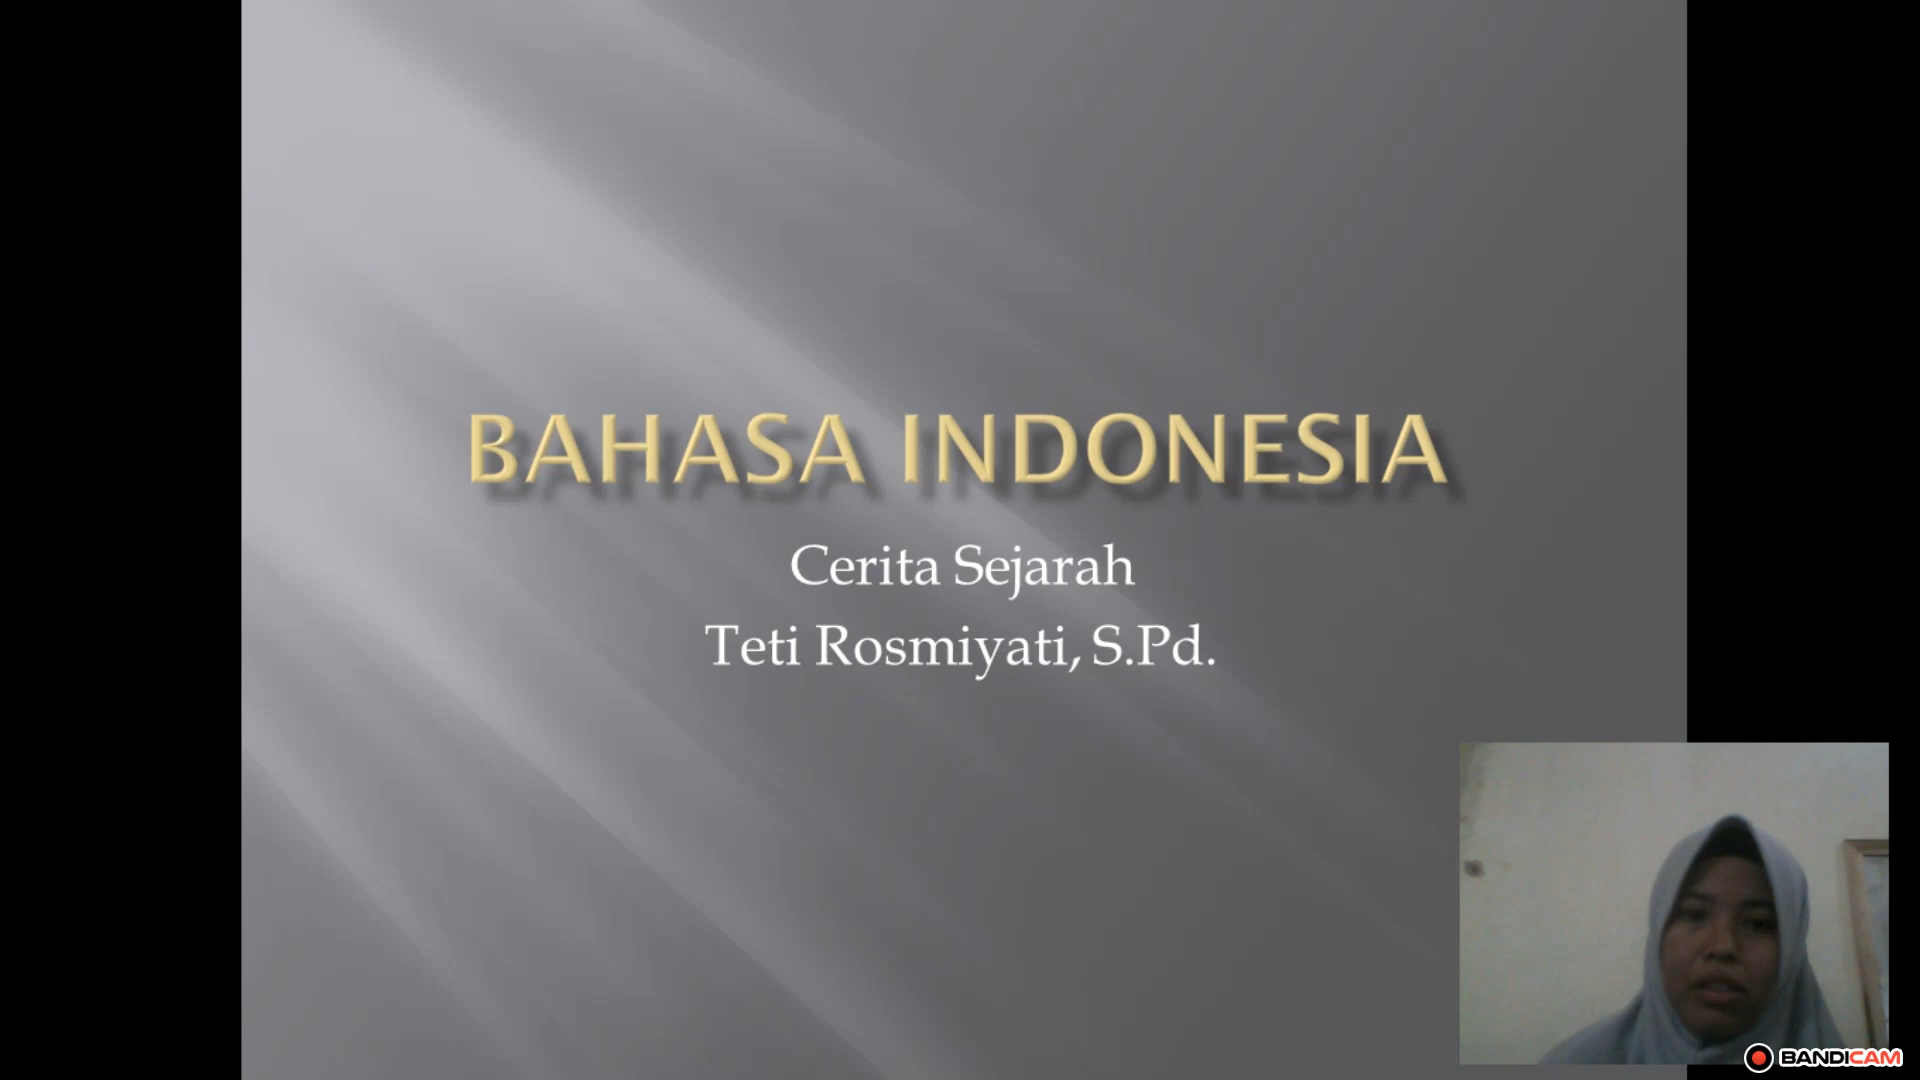 BAHASA INDONESIA
Cerita Sejarah
Teti Rosmiyati, S.Pd.
BANDICAM